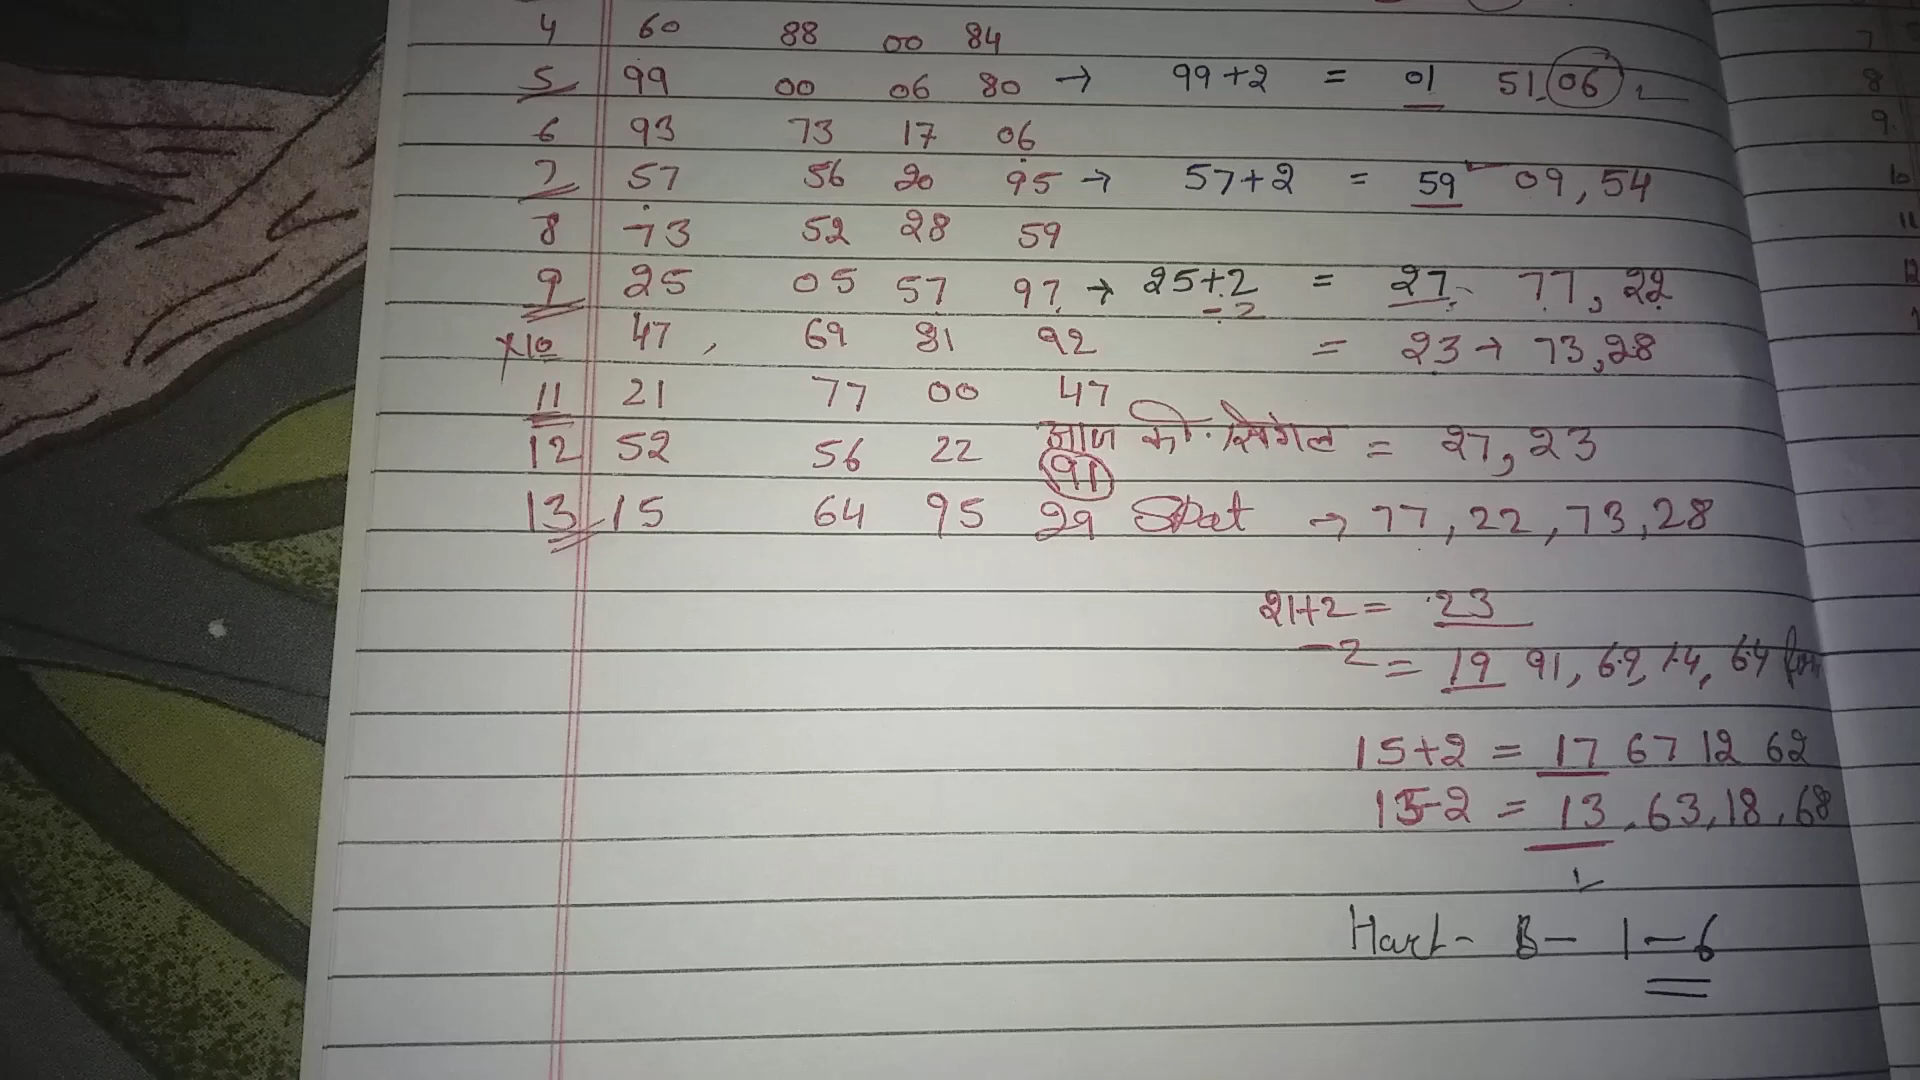 4 60 88 00 84
5 99 00 06 80 → 99+2 = 01 51, 06
6 93 73 17 06
7 57 56 20 95 → 57+2 = 59 09, 54
8 73 52 28 59
9 25 05 57 97 → 25+2 = 27 - 77, 22
-2
×10 47, 69 81 92 = 23 → 73, 28
11 21 77 00 47
12 52 56 22 91 आज की सिंगल = 27, 23
13 15 64 95 29 → 77, 22, 73, 28
21+2 = 23
-2 = 19 91, 69, 14, 64
15+2 = 17 67 12 62
15-2 = 13, 63, 18, 68
B - 1 - 6